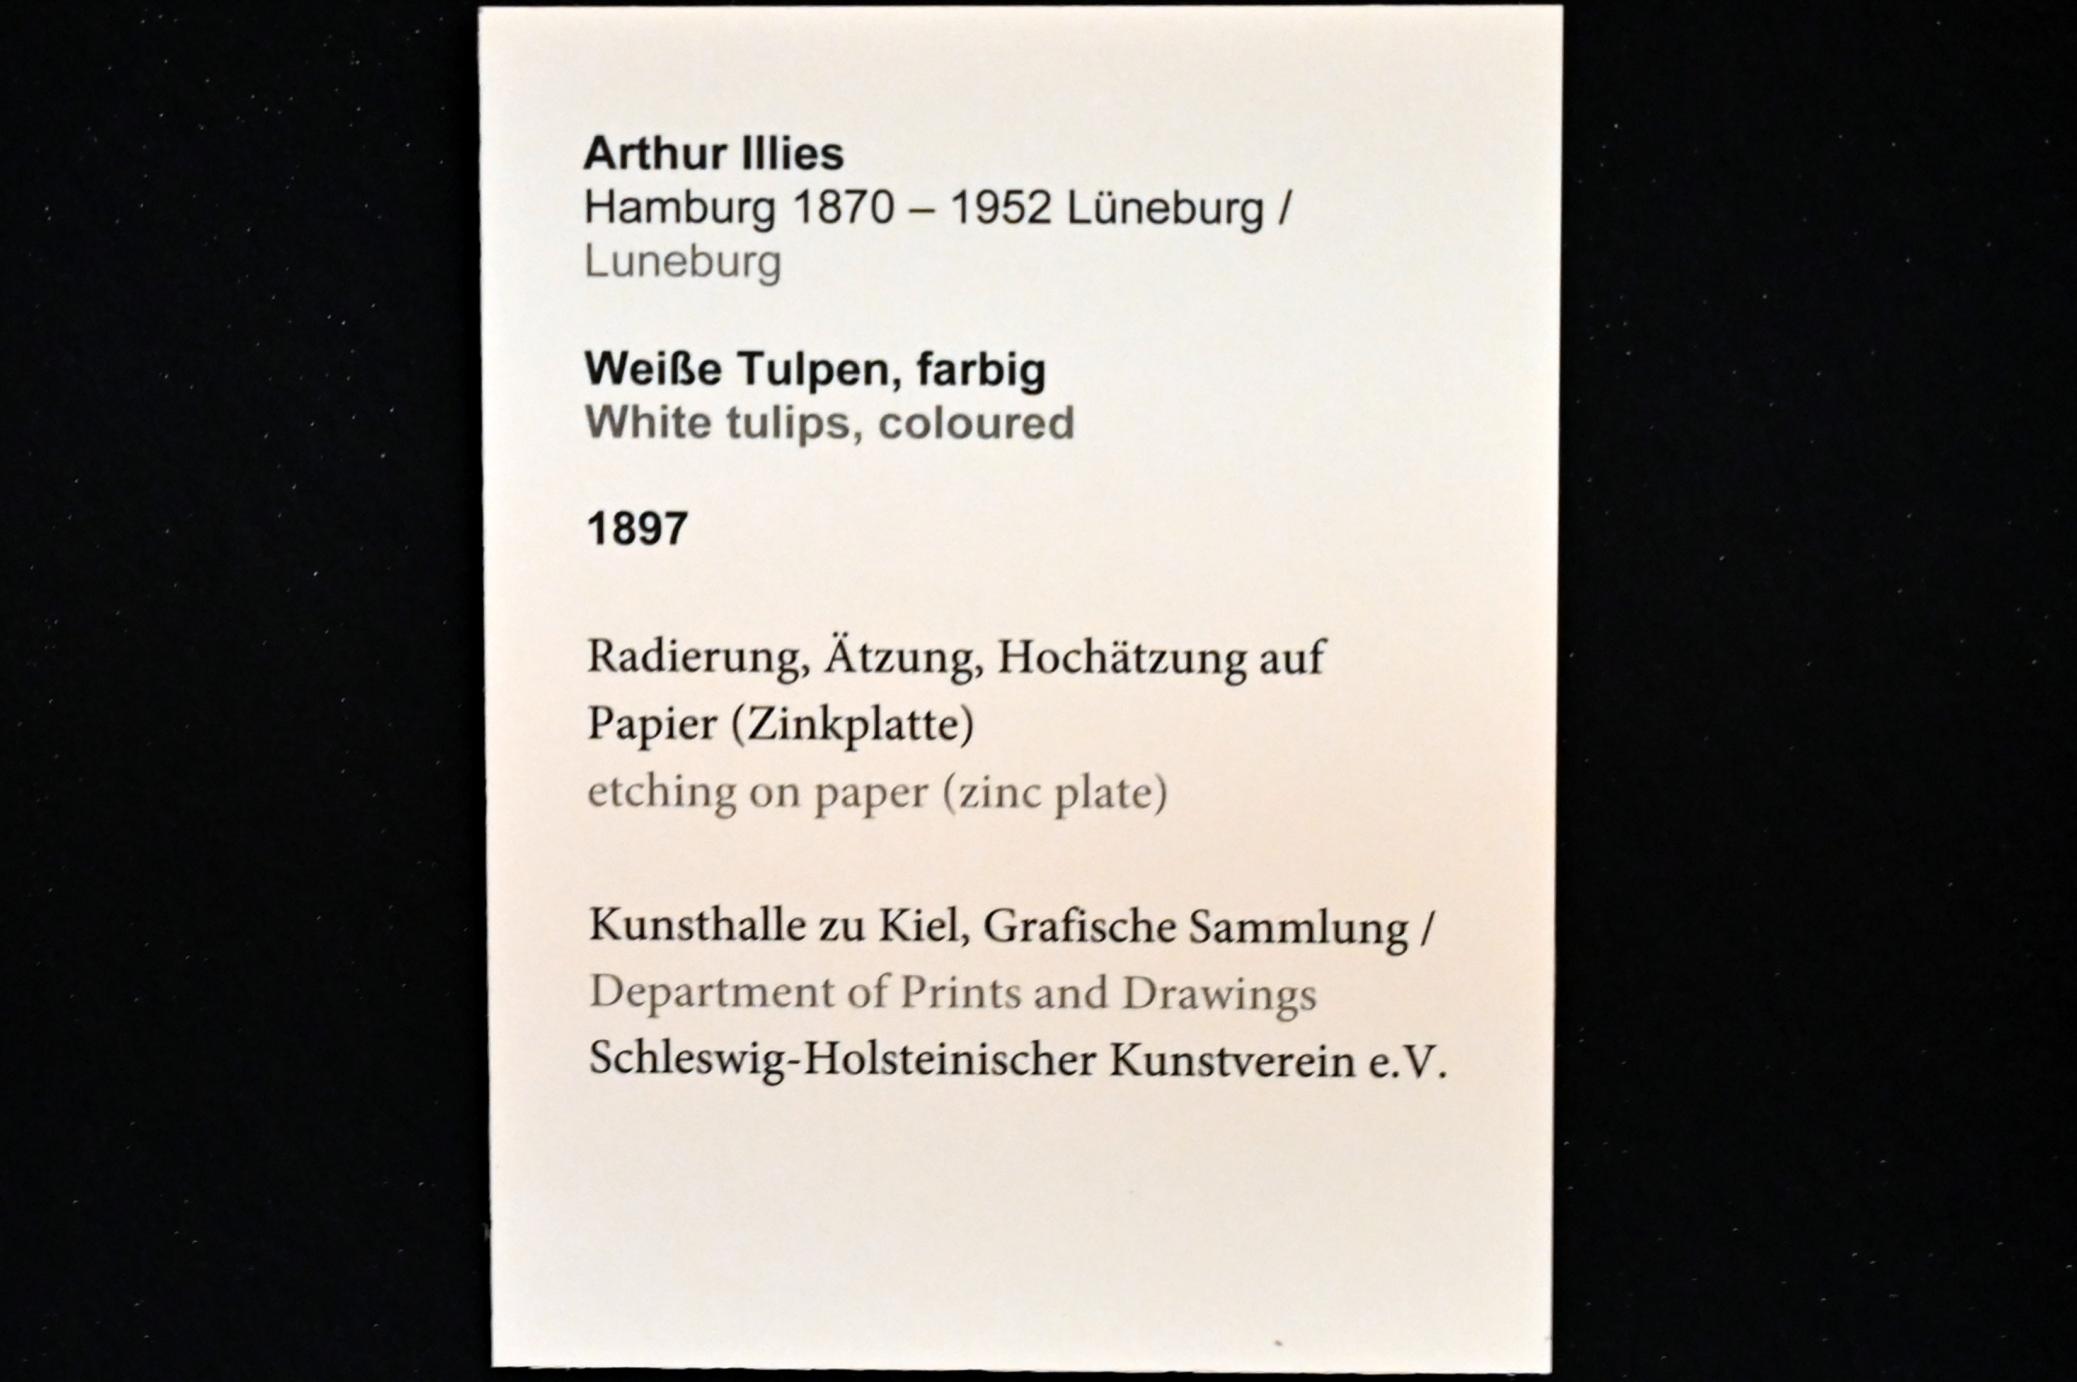 Arthur Illies
Hamburg 1870 – 1952 Lüneburg /
Luneburg
Weiße Tulpen, farbig
White tulips, coloured
1897
Radierung, Ätzung, Hochätzung auf
Papier (Zinkplatte)
etching on paper (zinc plate)
Kunsthalle zu Kiel, Grafische Sammlung /
Department of Prints and Drawings
Schleswig-Holsteinischer Kunstverein e.V.